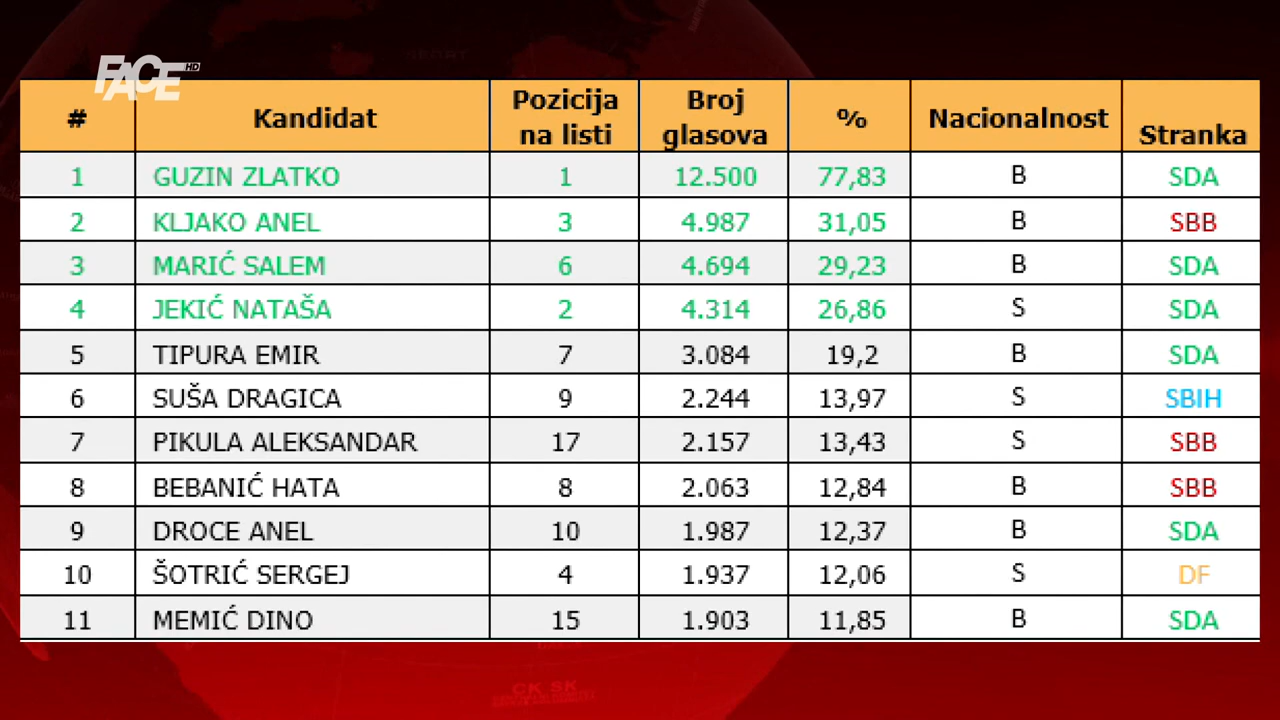 FACE HD
# Kandidat Pozicija na listi Broj glasova % Nacionalnost Stranka
1 GUZIN ZLATKO 1 12.500 77,83 B SDA
2 KLJAKO ANEL 3 4.987 31,05 B SBB
3 MARIĆ SALEM 6 4.694 29,23 B SDA
4 JEKIĆ NATAŠA 2 4.314 26,86 S SDA
5 TIPURA EMIR 7 3.084 19,2 B SDA
6 SUŠA DRAGICA 9 2.244 13,97 S SBIH
7 PIKULA ALEKSANDAR 17 2.157 13,43 S SBB
8 BEBANIĆ HATA 8 2.063 12,84 B SBB
9 DROCE ANEL 10 1.987 12,37 B SDA
10 ŠOTRIĆ SERGEJ 4 1.937 12,06 S DF
11 MEMIĆ DINO 15 1.903 11,85 B SDA